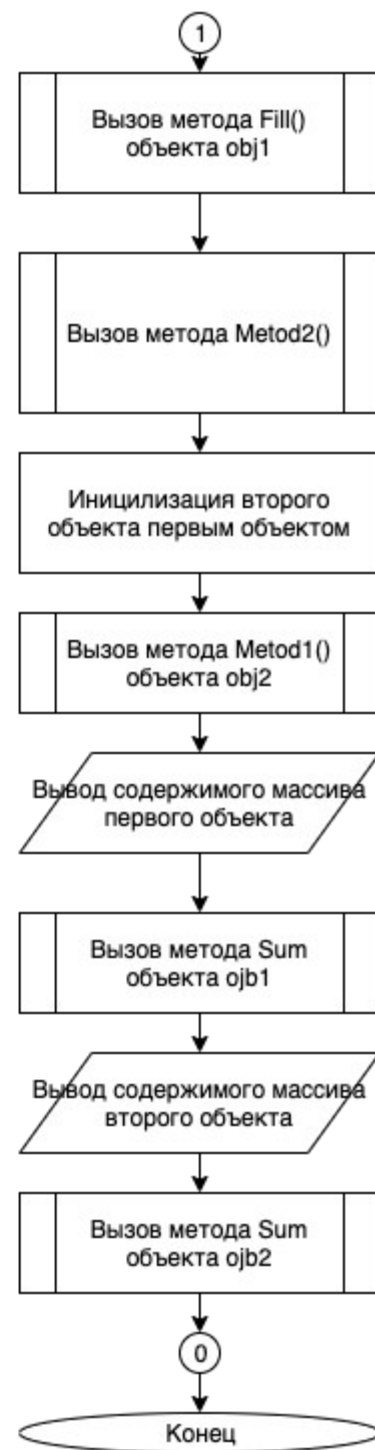 1
Вызов метода Fill()
объекта obj1
Вызов метода Metod2()
Иницилизация второго
объекта первым объектом
Вызов метода Metod1()
объекта obj2
Вывод содержимого массива
первого объекта
Вызов метода Sum
объекта ojb1
Вывод содержимого массива
второго объекта
Вызов метода Sum
объекта ojb2
0
Конец